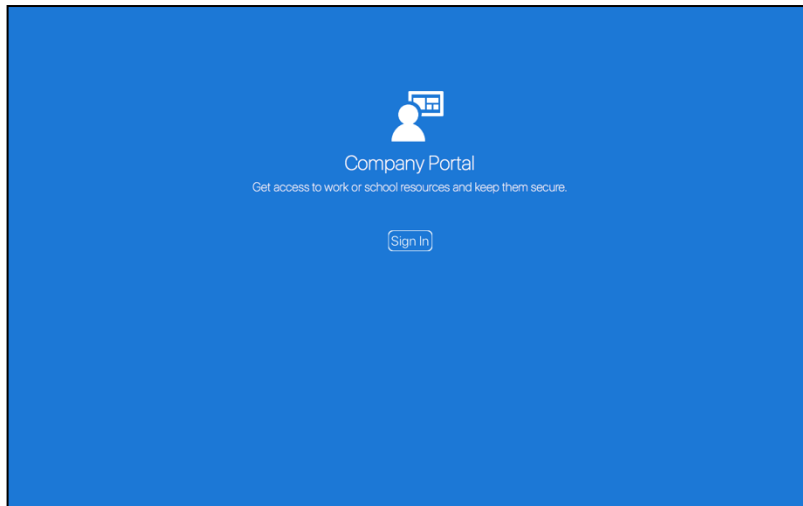 Company Portal
Get access to work or school resources and keep them secure.
Sign In